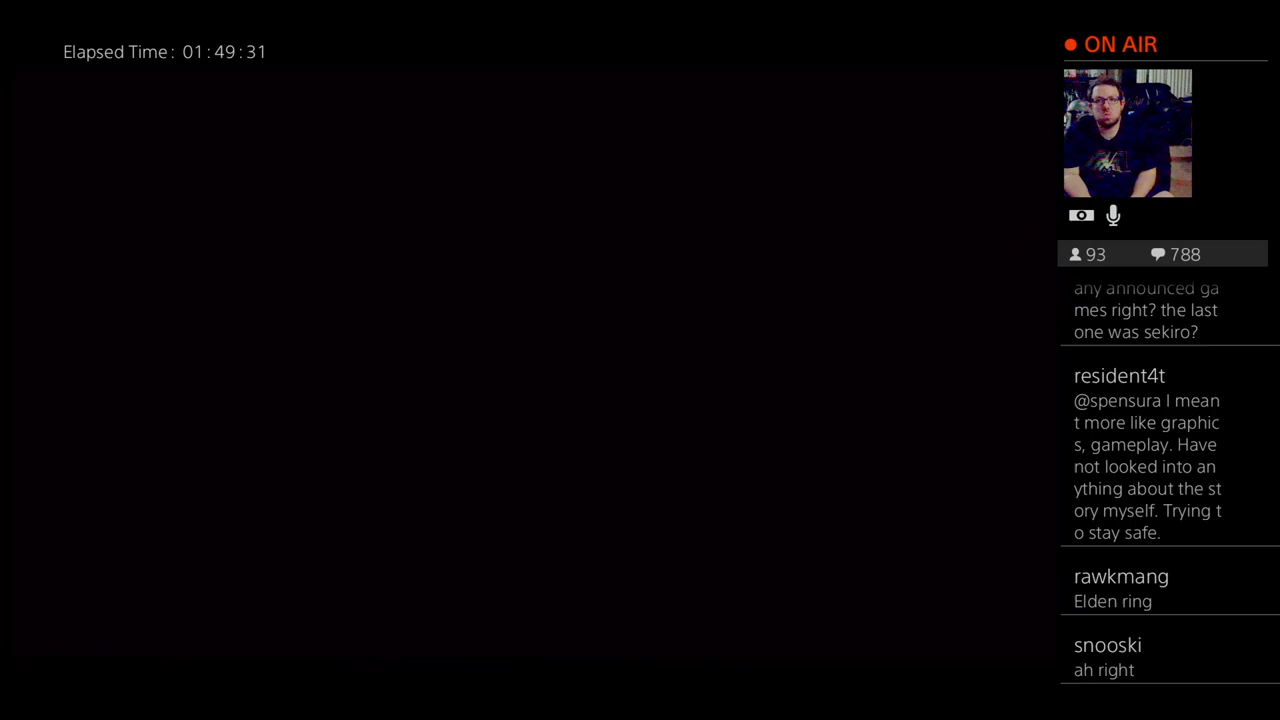 Elapsed Time: 01:49:31
ON AIR
93 788
any announced ga
mes right? the last
one was sekiro?
resident4t
@spensura I mean
t more like graphic
s, gameplay. Have
not looked into an
ything about the st
ory myself. Trying t
o stay safe.
rawkmang
Elden ring
snooski
ah right